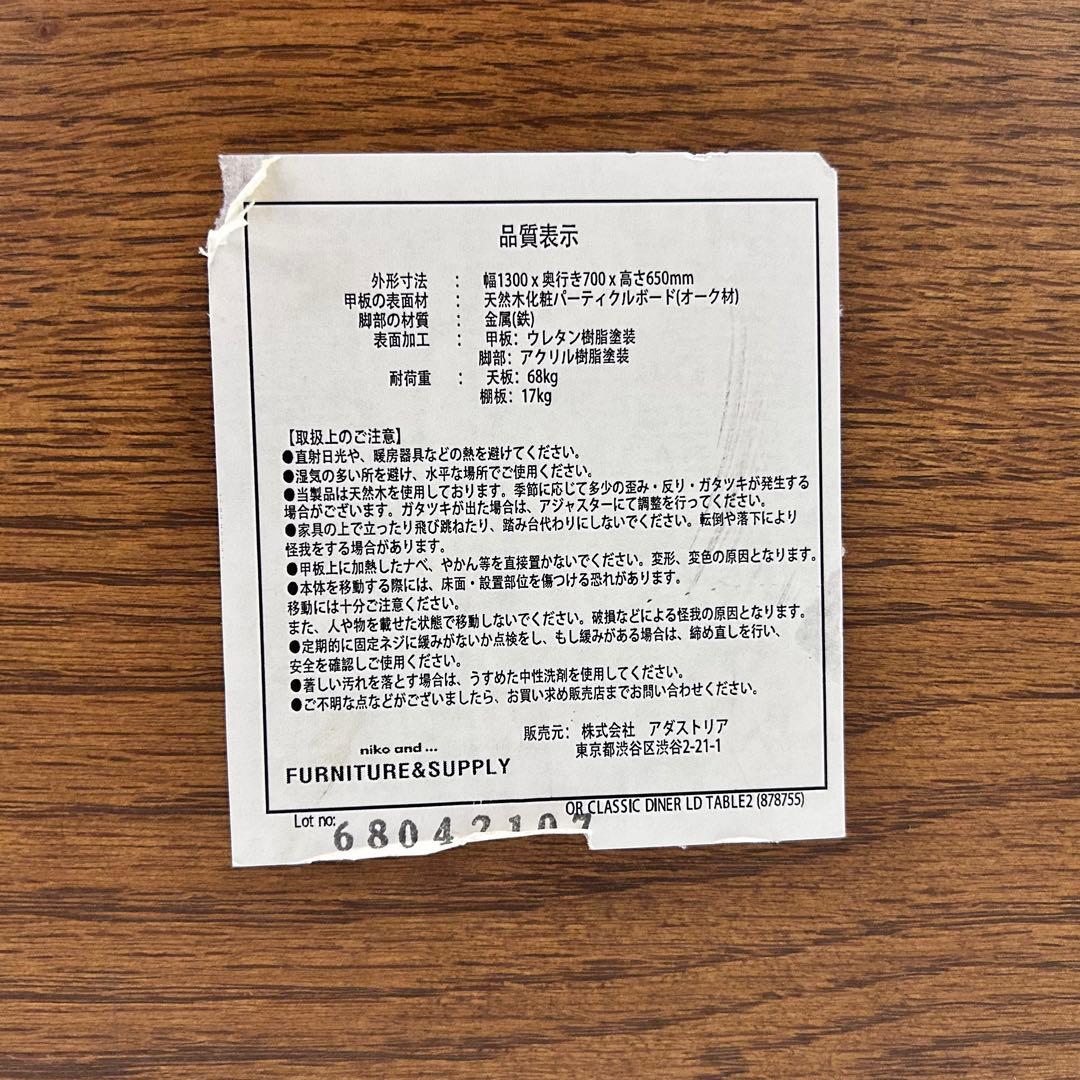 品質表示
外形寸法 : 幅1300 x 奥行き700 x 高さ650mm
甲板の表面材 : 天然木化粧パーティクルボード(オーク材)
脚部の材質 : 金属(鉄)
表面加工 : 甲板: ウレタン樹脂塗装
脚部: アクリル樹脂塗装
耐荷重 : 天板: 68kg
棚板: 17kg
【取扱上のご注意】
●直射日光や、暖房器具などの熱を避けてください。
●湿気の多い所を避け、水平な場所でご使用ください。
●当製品は天然木を使用しております。季節に応じて多少の歪み・反り・ガタツキが発生する
場合がございます。ガタツキが出た場合は、アジャスターにて調整を行ってください。
●家具の上で立ったり飛び跳ねたり、踏み台代わりにしないでください。転倒や落下により
怪我をする場合があります。
●甲板上に加熱したナベ、やかん等を直接置かないでください。変形、変色の原因となります。
●本体を移動する際には、床面・設置部位を傷つける恐れがあります。
移動には十分ご注意ください。
また、人や物を載せた状態で移動しないでください。破損などによる怪我の原因となります。
●定期的に固定ネジに緩みがないか点検をし、もし緩みがある場合は、締め直しを行い、
安全を確認しご使用ください。
●著しい汚れを落とす場合は、うすめた中性洗剤を使用してください。
●ご不明な点などがございましたら、お買い求め販売店までお問い合わせください。
販売元: 株式会社 アダストリア
東京都渋谷区渋谷2-21-1
niko and ...
FURNITURE&SUPPLY
OR CLASSIC DINER LD TABLE2 (878755)
Lot no: 68042107